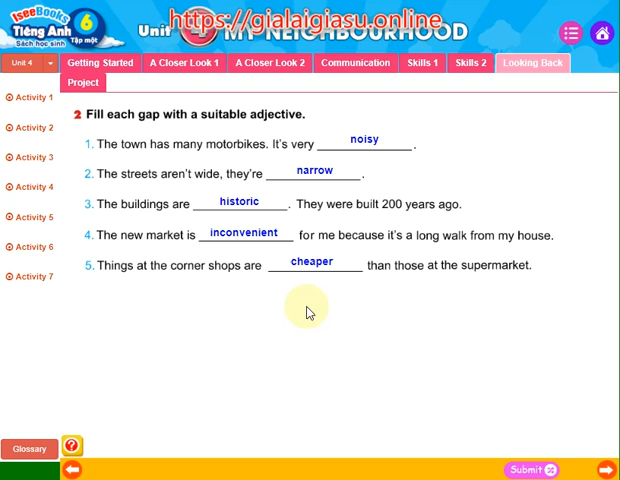 IseeBooks
Tiếng Anh 6
Tập một
Sách học sinh
Unit 4 MY NEIGHBOURHOOD
https://gialaigiasu.online
Unit 4
Getting Started
A Closer Look 1
A Closer Look 2
Communication
Skills 1
Skills 2
Looking Back
Project
Activity 1
Activity 2
Activity 3
Activity 4
Activity 5
Activity 6
Activity 7
2 Fill each gap with a suitable adjective.
1. The town has many motorbikes. It's very noisy.
2. The streets aren't wide, they're narrow.
3. The buildings are historic. They were built 200 years ago.
4. The new market is inconvenient for me because it's a long walk from my house.
5. Things at the corner shops are cheaper than those at the supermarket.
Glossary
?
Submit